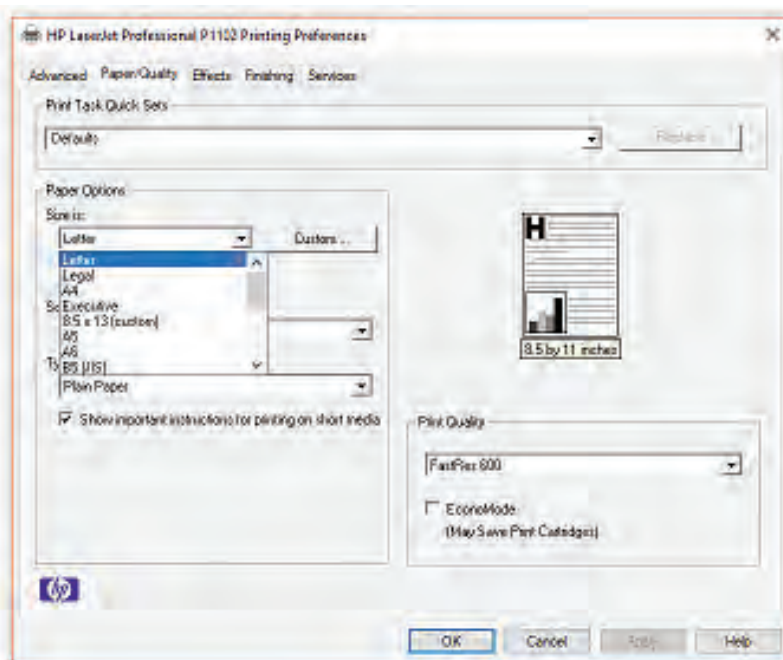 HP LaserJet Professional P1102 Printing Preferences
Advanced Paper/Quality Effects Finishing Services
Print Task Quick Sets
Defaults
Paper Options
Size is:
Letter Custom ...
Letter
Legal
A4
Executive
8.5 x 13 (custom)
A5
A6
B5 (JIS)
Plain Paper
Show important instructions for printing on short media
H
8.5 by 11 inches
Print Quality
FastRes 600
EconoMode
(May Save Print Cartridges)
hp
OK Cancel Apply Help